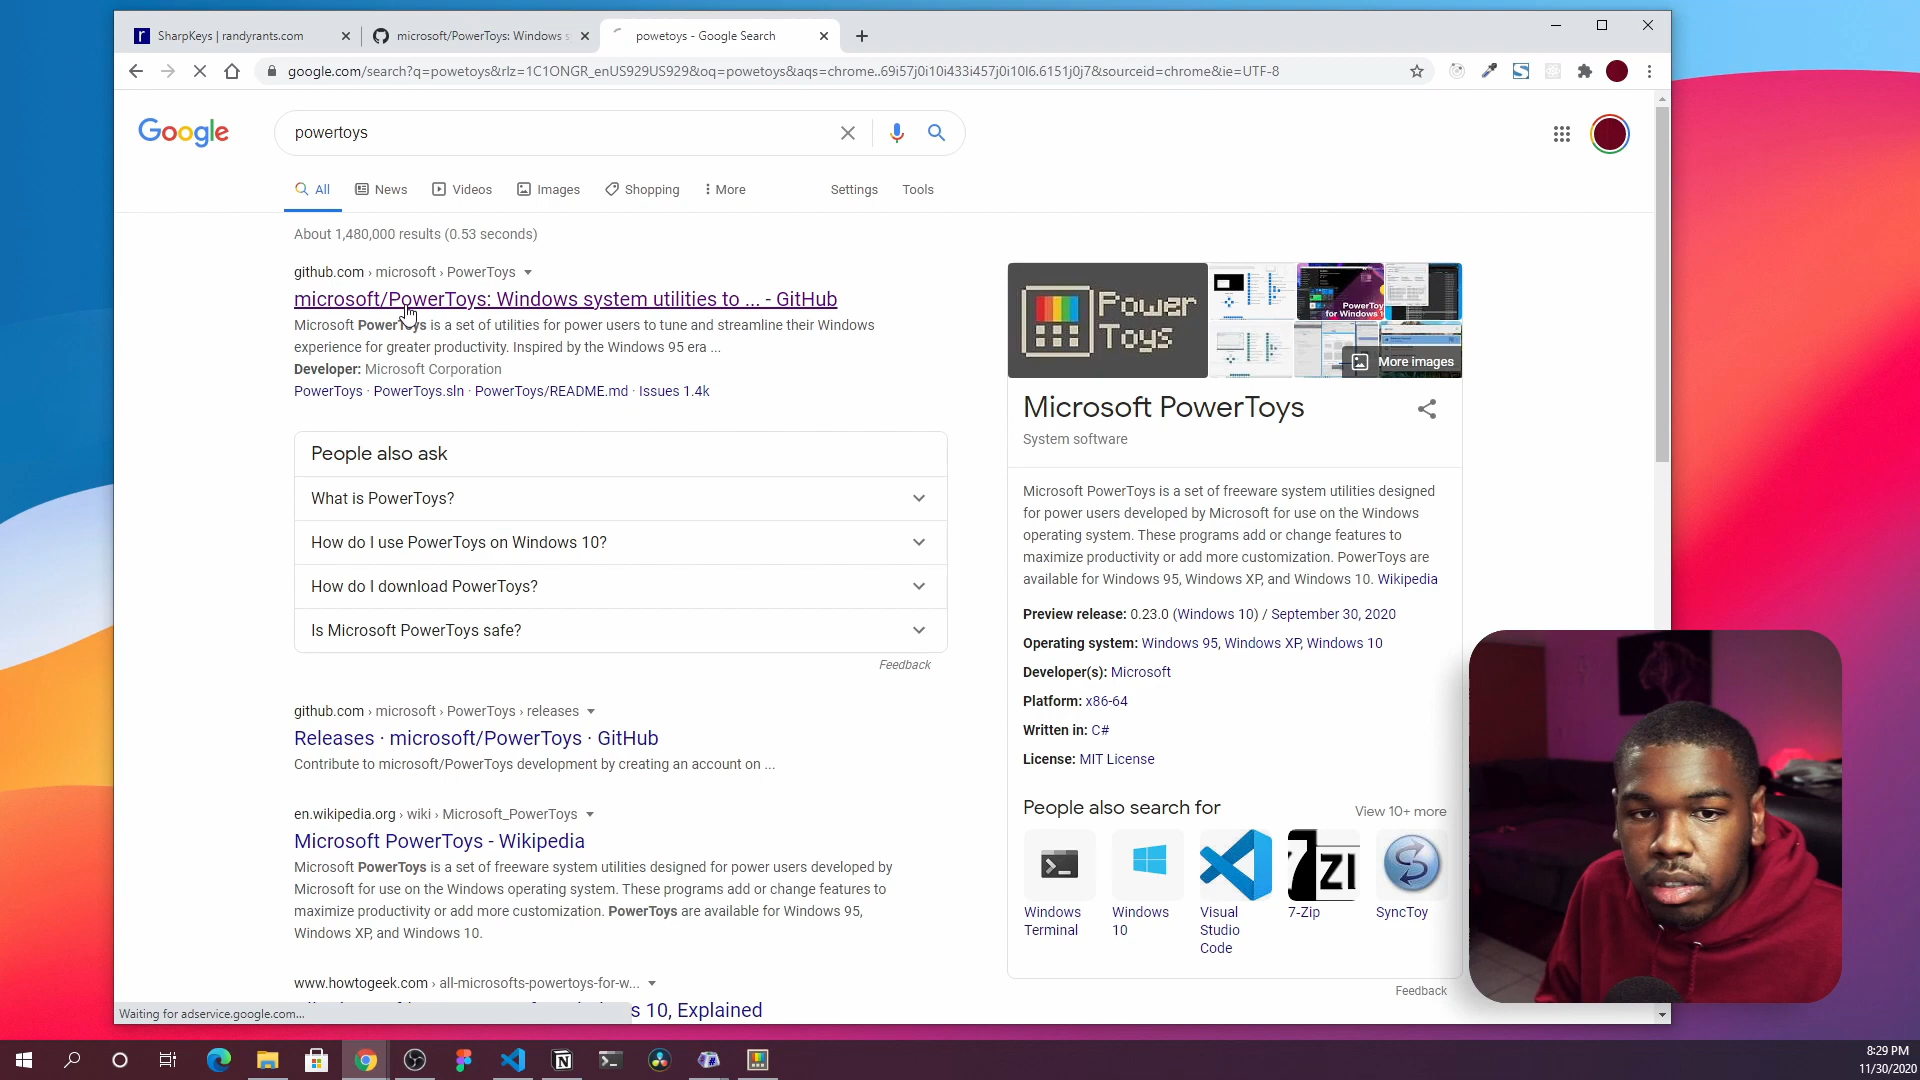 SharpKeys | randyrants.com
microsoft/PowerToys: Windows s
powetoys - Google Search
google.com/search?q=powetoys&rlz=1C1ONGR_enUS929US929&oq=powetoys&aqs=chrome..69i57j0i10i433i457j0i10l6.6151j0j7&sourceid=chrome&ie=UTF-8
Google
powertoys
All News Videos Images Shopping More Settings Tools
About 1,480,000 results (0.53 seconds)
github.com › microsoft › PowerToys
microsoft/PowerToys: Windows system utilities to ... - GitHub
Microsoft PowerToys is a set of utilities for power users to tune and streamline their Windows
experience for greater productivity. Inspired by the Windows 95 era ...
Developer: Microsoft Corporation
PowerToys · PowerToys.sln · PowerToys/README.md · Issues 1.4k
People also ask
What is PowerToys?
How do I use PowerToys on Windows 10?
How do I download PowerToys?
Is Microsoft PowerToys safe?
Feedback
github.com › microsoft › PowerToys › releases
Releases · microsoft/PowerToys · GitHub
Contribute to microsoft/PowerToys development by creating an account on ...
en.wikipedia.org › wiki › Microsoft_PowerToys
Microsoft PowerToys - Wikipedia
Microsoft PowerToys is a set of freeware system utilities designed for power users developed by
Microsoft for use on the Windows operating system. These programs add or change features to
maximize productivity or add more customization. PowerToys are available for Windows 95,
Windows XP, and Windows 10.
www.howtogeek.com › all-microsofts-powertoys-for-w...
s 10, Explained
Waiting for adservice.google.com...
Power
Toys
PowerToy
for Windows 1
More images
Microsoft PowerToys
System software
Microsoft PowerToys is a set of freeware system utilities designed
for power users developed by Microsoft for use on the Windows
operating system. These programs add or change features to
maximize productivity or add more customization. PowerToys are
available for Windows 95, Windows XP, and Windows 10. Wikipedia
Preview release: 0.23.0 (Windows 10) / September 30, 2020
Operating system: Windows 95, Windows XP, Windows 10
Developer(s): Microsoft
Platform: x86-64
Written in: C#
License: MIT License
People also search for
View 10+ more
7ZI
Windows
Terminal
Windows
10
Visual
Studio
Code
7-Zip
SyncToy
Feedback
8:29 PM
11/30/2020